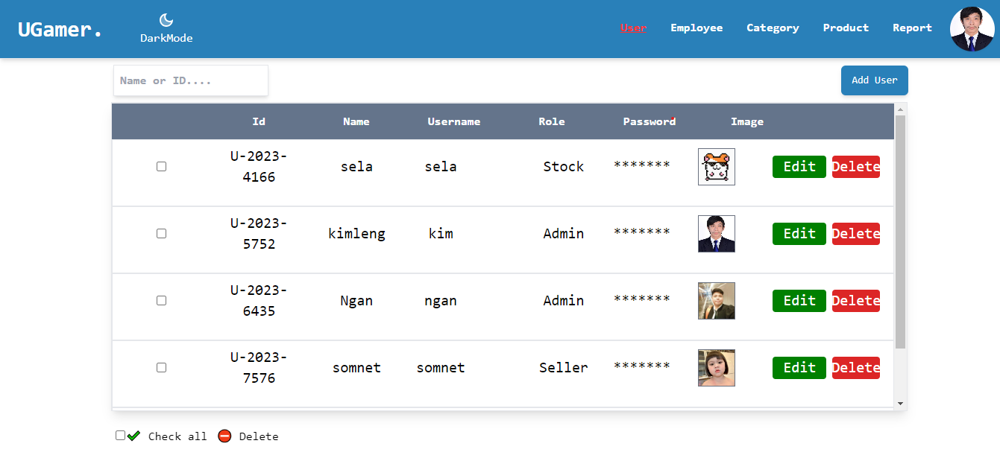 UGamer.
DarkMode
User Employee Category Product Report
Name or ID....
Add User
Id Name Username Role Password Image
U-2023-
4166
sela sela Stock ******* Edit Delete
U-2023-
5752
kimleng kim Admin ******* Edit Delete
U-2023-
6435
Ngan ngan Admin ******* Edit Delete
U-2023-
7576
somnet somnet Seller ******* Edit Delete
Check all Delete